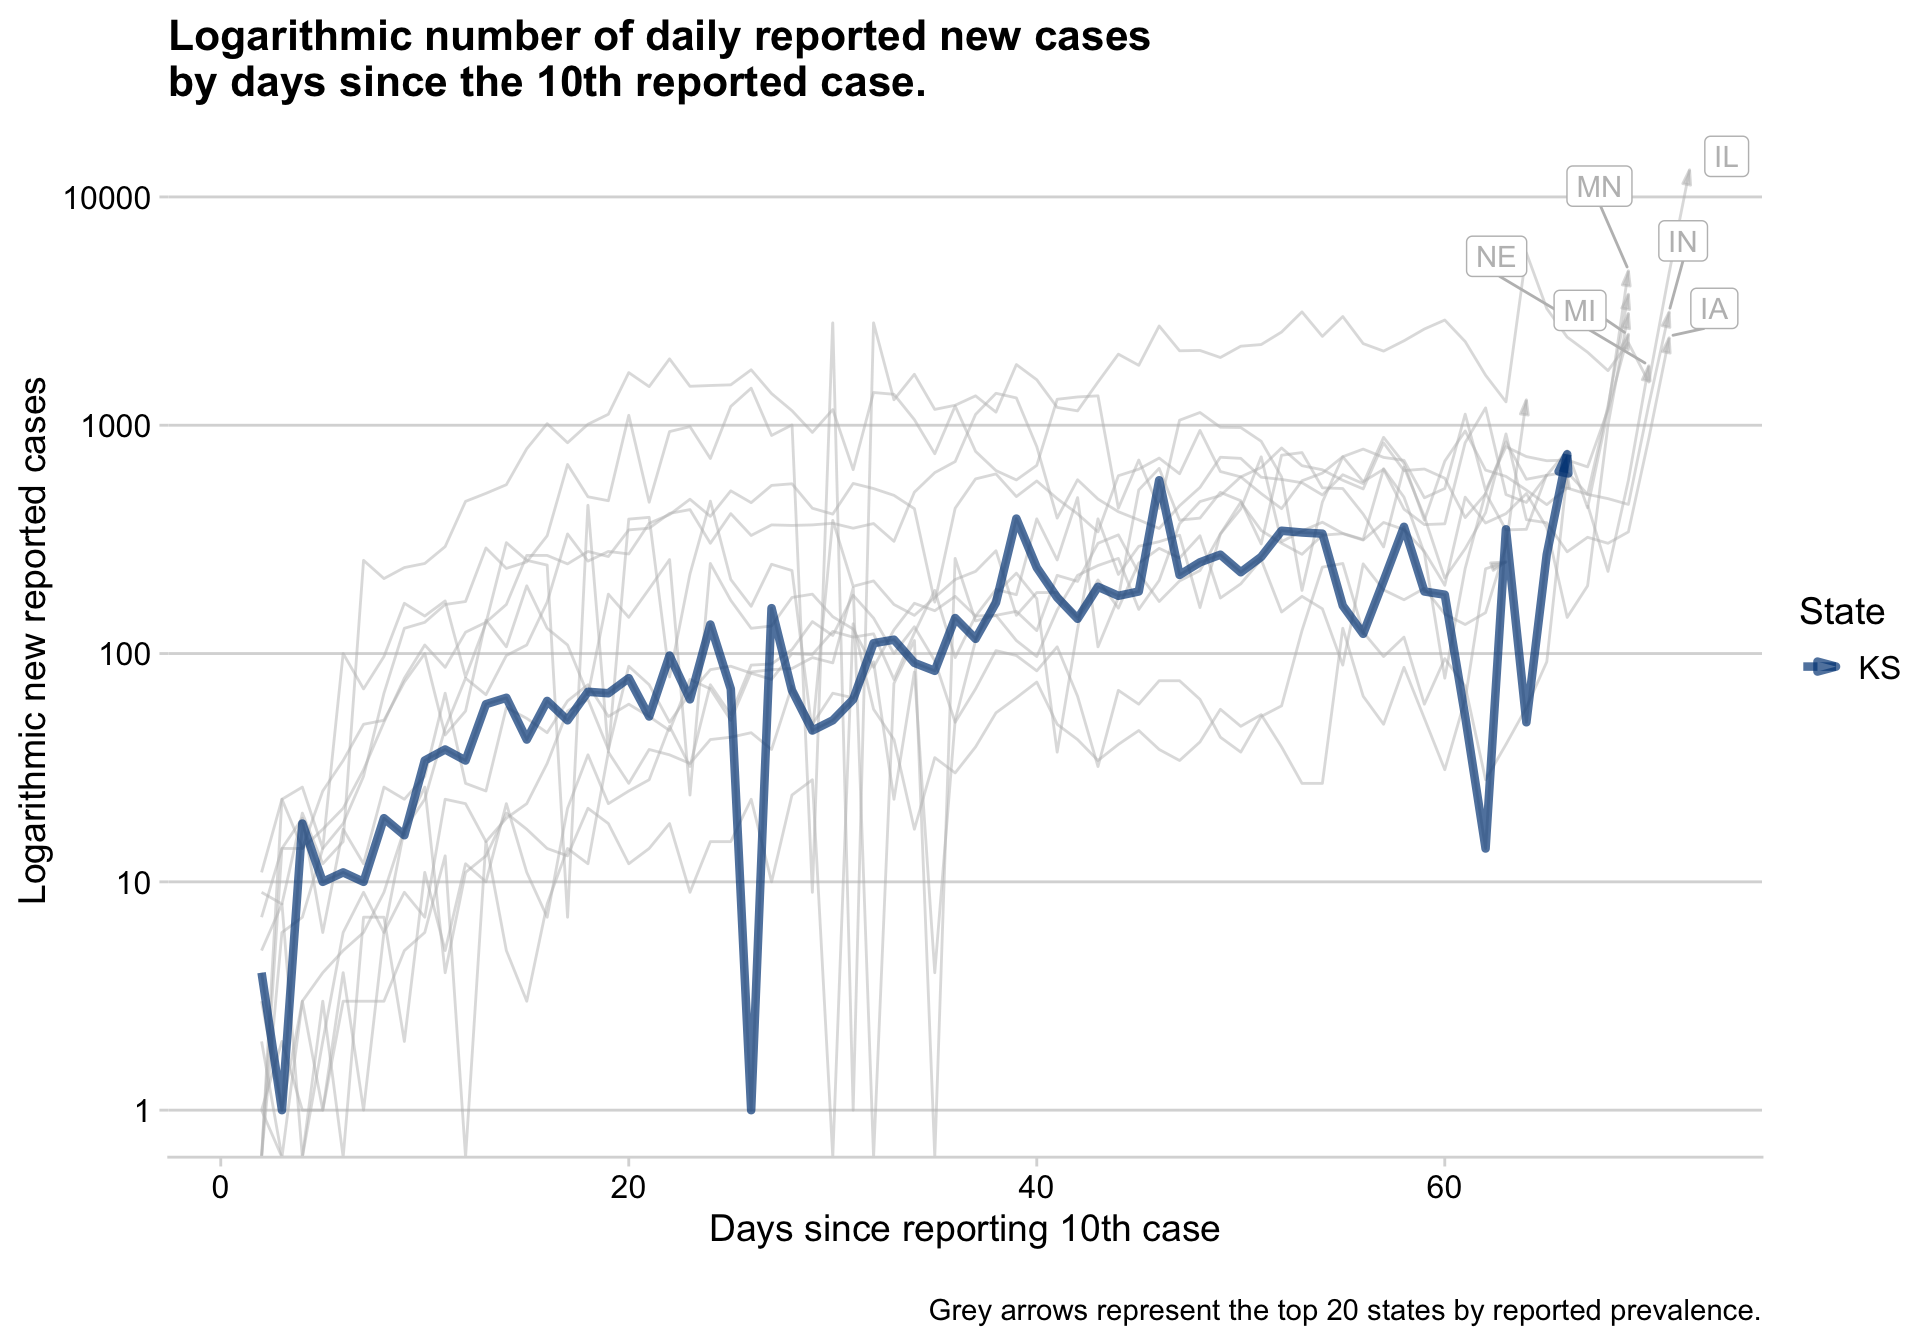 Logarithmic number of daily reported new cases
by days since the 10th reported case.
Logarithmic new reported cases
10000
1000
100
10
1
IL
MN
IN
NE
MI
IA
State
KS
0
20
40
60
Days since reporting 10th case
Grey arrows represent the top 20 states by reported prevalence.